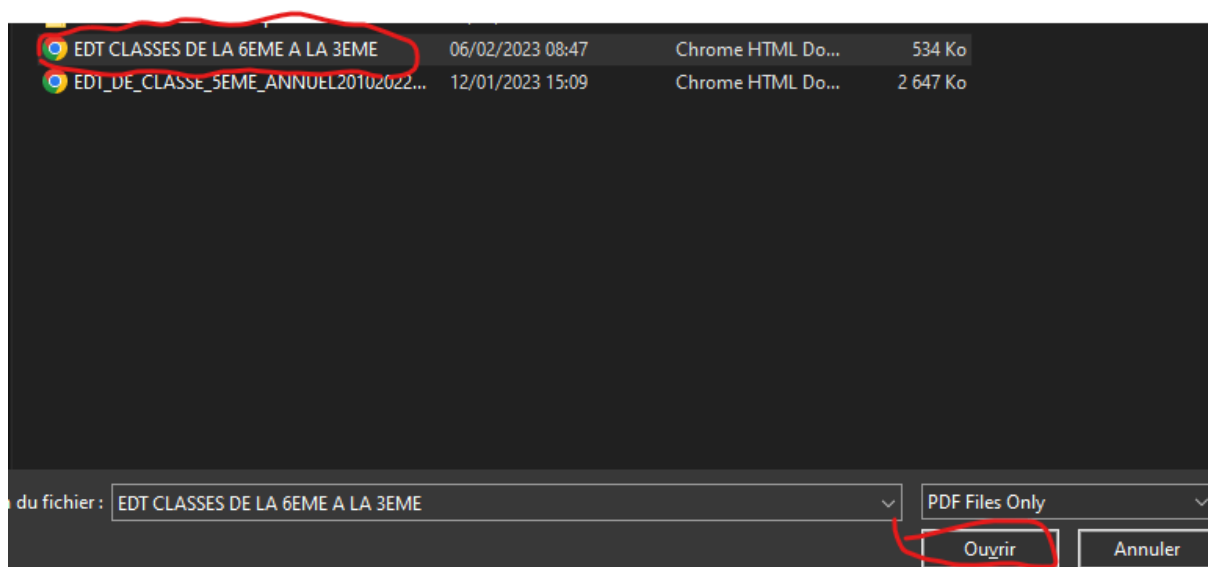 EDT CLASSES DE LA 6EME A LA 3EME 06/02/2023 08:47 Chrome HTML Do... 534 Ko
EDT_DE_CLASSE_5EME_ANNUEL20102022... 12/01/2023 15:09 Chrome HTML Do... 2 647 Ko
du fichier : EDT CLASSES DE LA 6EME A LA 3EME PDF Files Only
Ouvrir Annuler